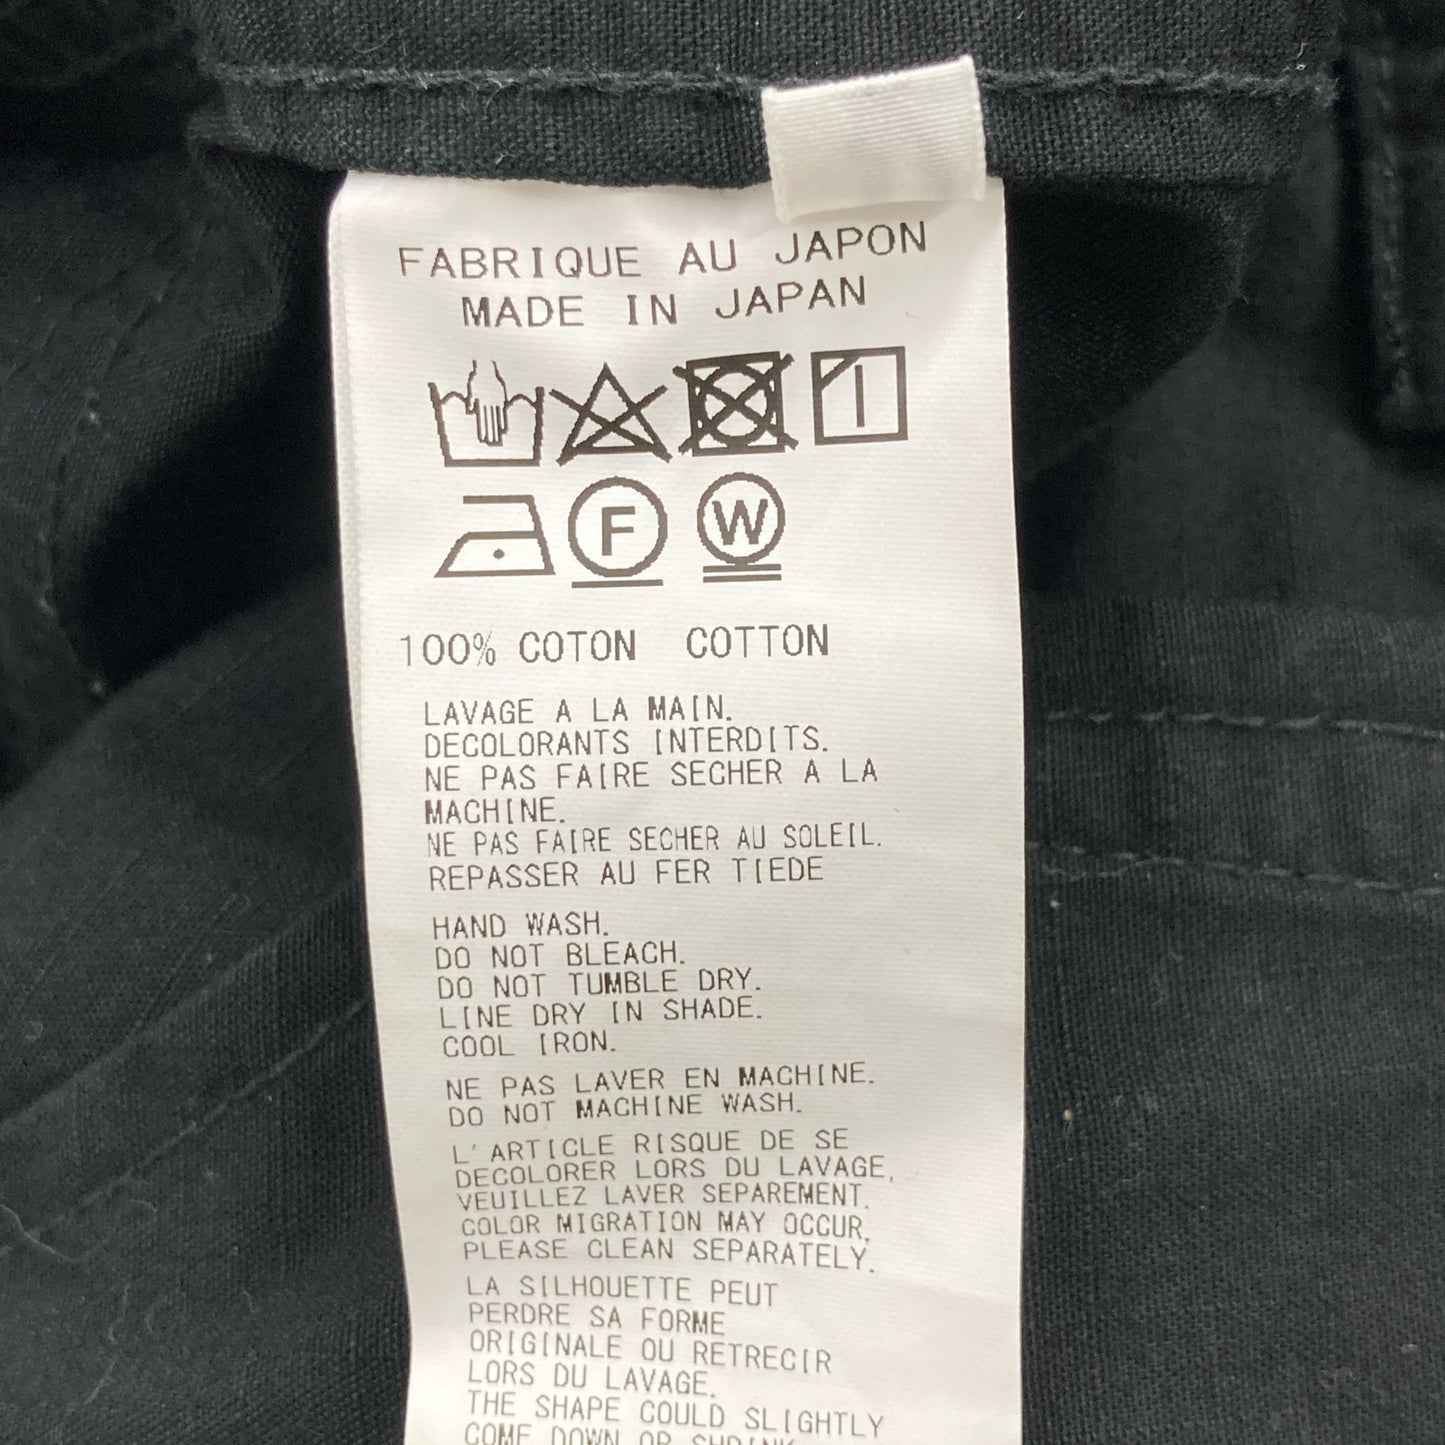 FABRIQUE AU JAPON
MADE IN JAPAN
F W
100% COTON COTTON
LAVAGE A LA MAIN.
DECOLORANTS INTERDITS.
NE PAS FAIRE SECHER A LA
MACHINE.
NE PAS FAIRE SECHER AU SOLEIL.
REPASSER AU FER TIEDE
HAND WASH.
DO NOT BLEACH.
DO NOT TUMBLE DRY.
LINE DRY IN SHADE.
COOL IRON.
NE PAS LAVER EN MACHINE.
DO NOT MACHINE WASH.
L'ARTICLE RISQUE DE SE
DECOLORER LORS DU LAVAGE,
VEUILLEZ LAVER SEPAREMENT.
COLOR MIGRATION MAY OCCUR,
PLEASE CLEAN SEPARATELY.
LA SILHOUETTE PEUT
PERDRE SA FORME
ORIGINALE OU RETRECIR
LORS DU LAVAGE.
THE SHAPE COULD SLIGHTLY
COME DOWN OR SHRINK